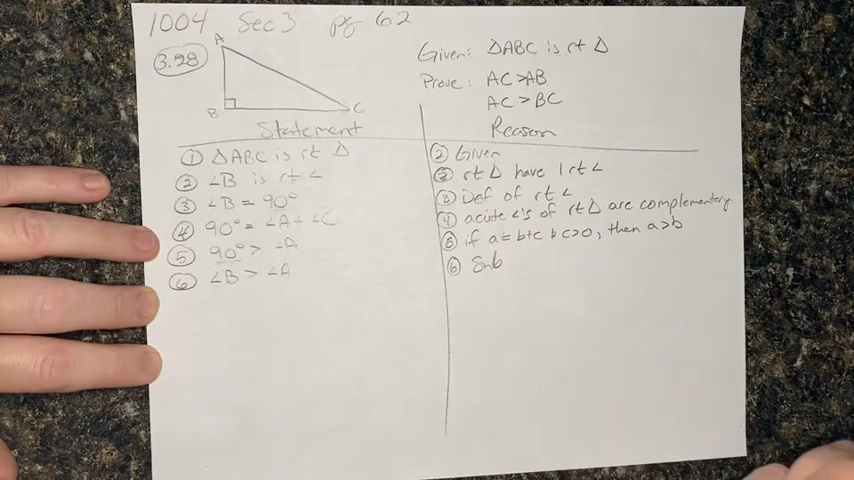 1004 Sec 3 pg 62
3.28
A
B
C
Given: △ABC is rt △
Prove: AC > AB
AC > BC
Statement
Reason
① △ABC is rt △
② Given
② ∠B is rt ∠
② rt △ have 1 rt ∠
③ ∠B = 90°
③ Def of rt ∠
④ 90° = ∠A + ∠C
④ acute ∠'s of rt △ are complementary
⑤ 90° > ∠A
⑤ if a = b+c & c>0, then a>b
⑥ ∠B > ∠A
⑥ Sub